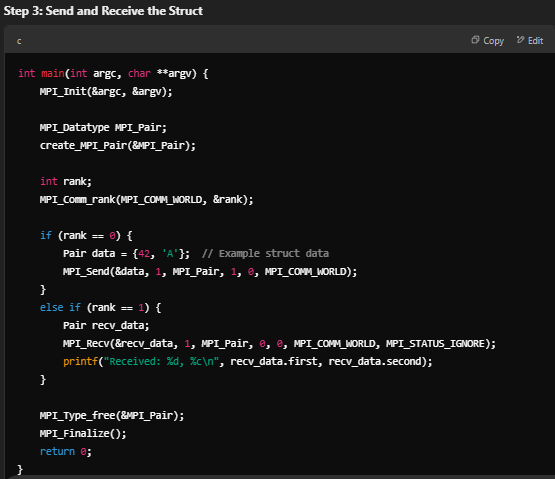 Step 3: Send and Receive the Struct
c Copy Edit
int main(int argc, char **argv) {
    MPI_Init(&argc, &argv);

    MPI_Datatype MPI_Pair;
    create_MPI_Pair(&MPI_Pair);

    int rank;
    MPI_Comm_rank(MPI_COMM_WORLD, &rank);

    if (rank == 0) {
        Pair data = {42, 'A'};  // Example struct data
        MPI_Send(&data, 1, MPI_Pair, 1, 0, MPI_COMM_WORLD);
    }
    else if (rank == 1) {
        Pair recv_data;
        MPI_Recv(&recv_data, 1, MPI_Pair, 0, 0, MPI_COMM_WORLD, MPI_STATUS_IGNORE);
        printf("Received: %d, %c\n", recv_data.first, recv_data.second);
    }

    MPI_Type_free(&MPI_Pair);
    MPI_Finalize();
    return 0;
}